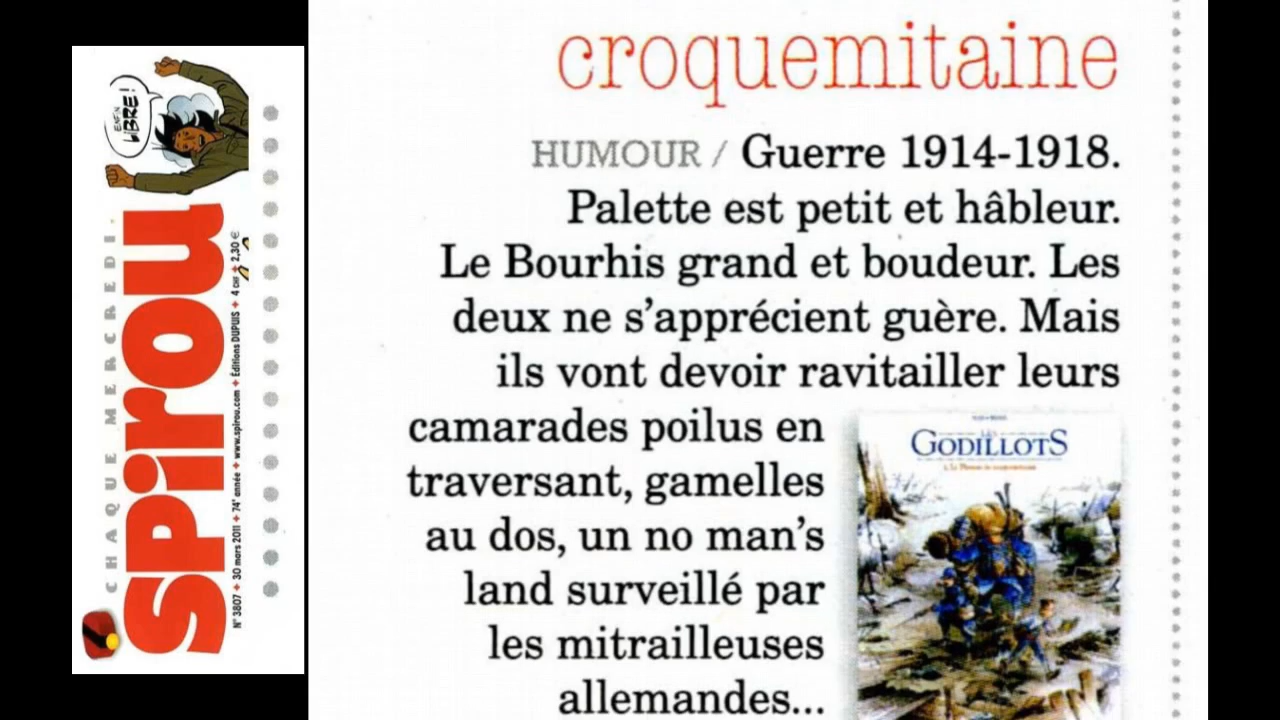 CHAQUE MERCREDI.
SPiROU
ENFIN
LIBRE!
N° 3807 + 30 mars 2011 + 74e année + www.spirou.com + Éditions DUPUIS + 4 CHF + 2,30 €
croquemitaine
HUMOUR / Guerre 1914-1918.
Palette est petit et hâbleur.
Le Bourhis grand et boudeur. Les
deux ne s'apprécient guère. Mais
ils vont devoir ravitailler leurs
camarades poilus en
traversant, gamelles
au dos, un no man's
land surveillé par
les mitrailleuses
allemandes...
LES
GODILLOTS